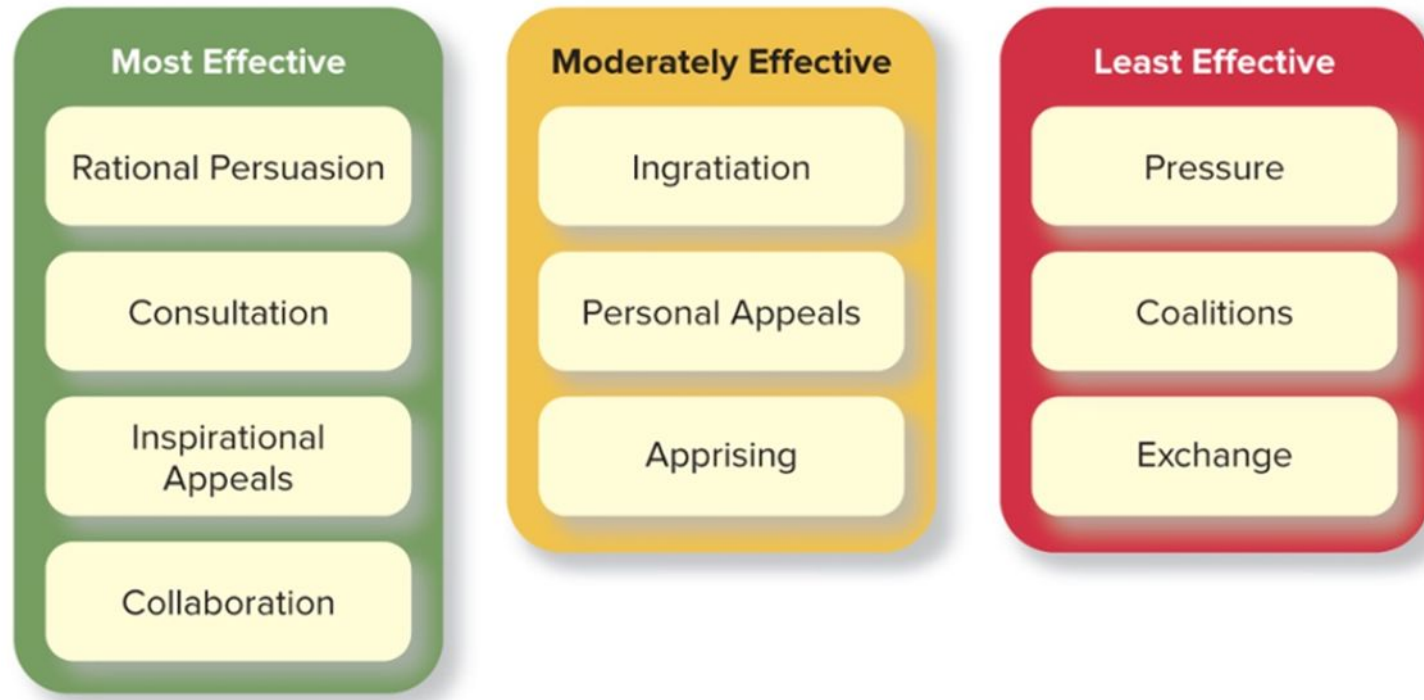 Most Effective
Rational Persuasion
Consultation
Inspirational
Appeals
Collaboration
Moderately Effective
Ingratiation
Personal Appeals
Apprising
Least Effective
Pressure
Coalitions
Exchange